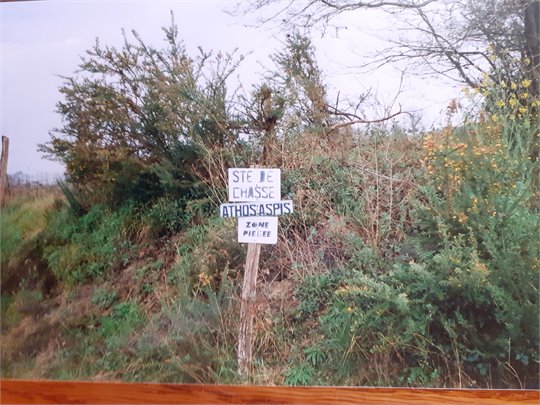 STE DE
CHASSE
ATHOS-ASPIS
ZONE
PIEGEE